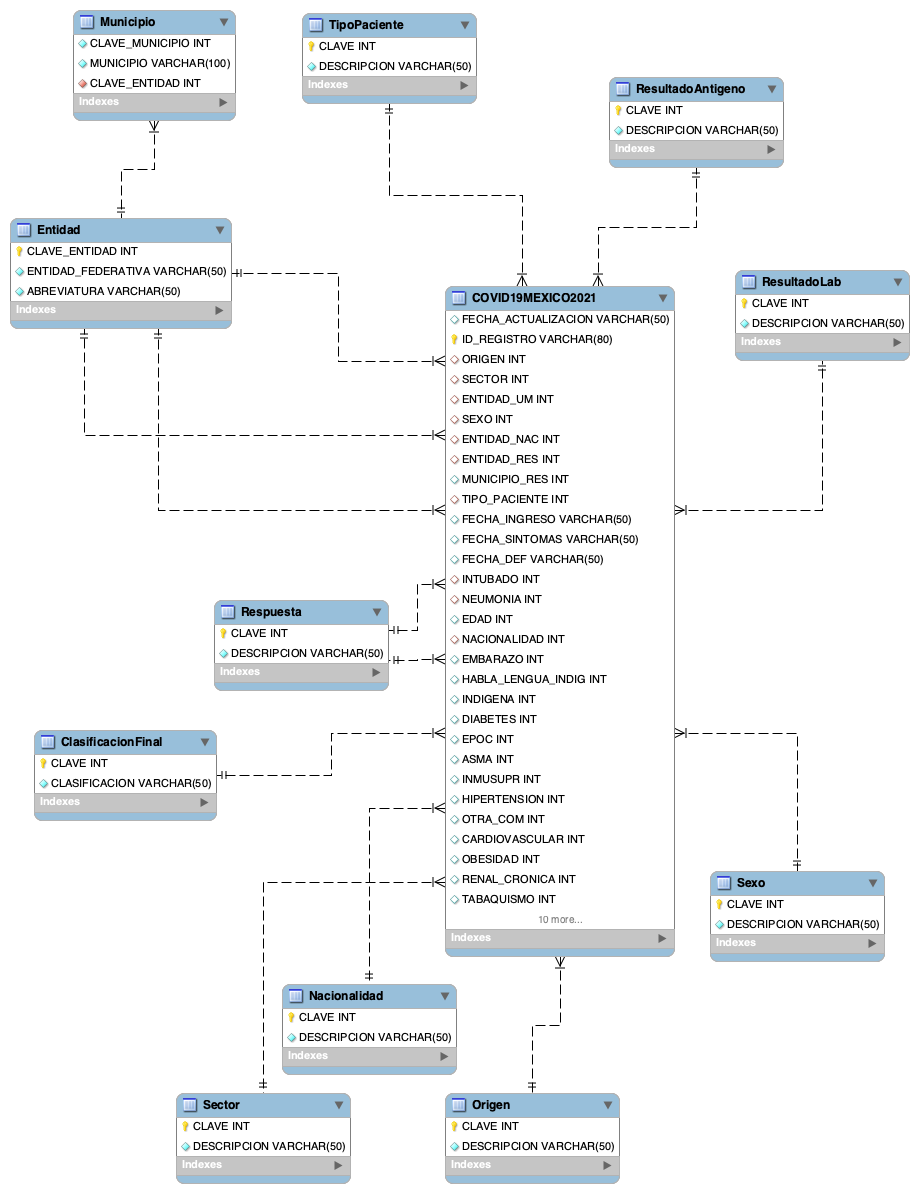 Municipio
CLAVE_MUNICIPIO INT
MUNICIPIO VARCHAR(100)
CLAVE_ENTIDAD INT
Indexes
TipoPaciente
CLAVE INT
DESCRIPCION VARCHAR(50)
Indexes
ResultadoAntigeno
CLAVE INT
DESCRIPCION VARCHAR(50)
Indexes
Entidad
CLAVE_ENTIDAD INT
ENTIDAD_FEDERATIVA VARCHAR(50)
ABREVIATURA VARCHAR(50)
Indexes
ResultadoLab
CLAVE INT
DESCRIPCION VARCHAR(50)
Indexes
COVID19MEXICO2021
FECHA_ACTUALIZACION VARCHAR(50)
ID_REGISTRO VARCHAR(80)
ORIGEN INT
SECTOR INT
ENTIDAD_UM INT
SEXO INT
ENTIDAD_NAC INT
ENTIDAD_RES INT
MUNICIPIO_RES INT
TIPO_PACIENTE INT
FECHA_INGRESO VARCHAR(50)
FECHA_SINTOMAS VARCHAR(50)
FECHA_DEF VARCHAR(50)
INTUBADO INT
NEUMONIA INT
EDAD INT
NACIONALIDAD INT
EMBARAZO INT
HABLA_LENGUA_INDIG INT
INDIGENA INT
DIABETES INT
EPOC INT
ASMA INT
INMUSUPR INT
HIPERTENSION INT
OTRA_COM INT
CARDIOVASCULAR INT
OBESIDAD INT
RENAL_CRONICA INT
TABAQUISMO INT
10 more...
Indexes
Respuesta
CLAVE INT
DESCRIPCION VARCHAR(50)
Indexes
ClasificacionFinal
CLAVE INT
CLASIFICACION VARCHAR(50)
Indexes
Sexo
CLAVE INT
DESCRIPCION VARCHAR(50)
Indexes
Nacionalidad
CLAVE INT
DESCRIPCION VARCHAR(50)
Indexes
Sector
CLAVE INT
DESCRIPCION VARCHAR(50)
Indexes
Origen
CLAVE INT
DESCRIPCION VARCHAR(50)
Indexes